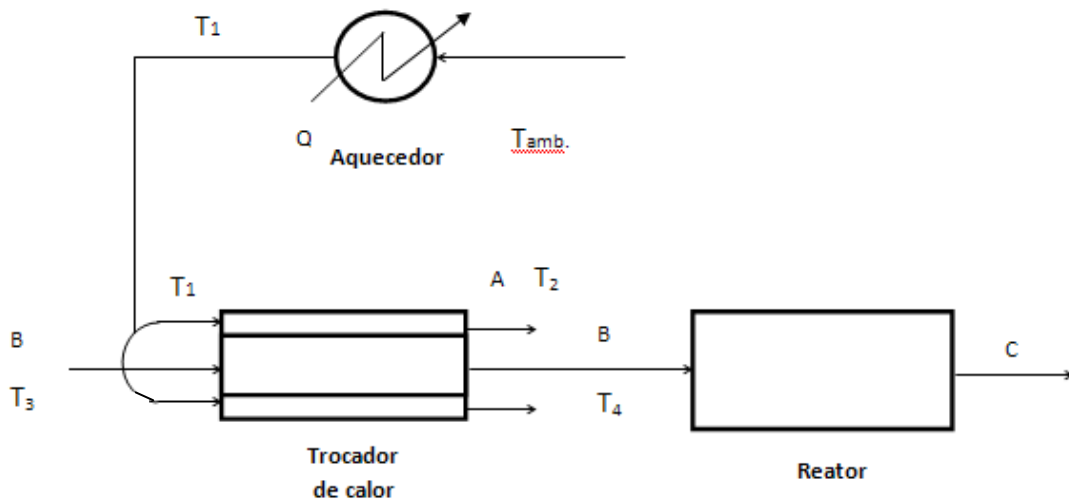 T1
Q
Tamb.
Aquecedor
T1
A T2
B
B
C
T3
T4
Trocador
de calor
Reator